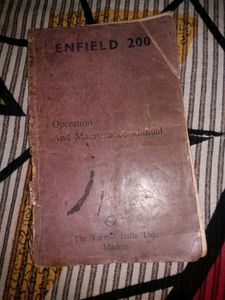 ENFIELD 200
Operation
And Maintenance Manual
The Enfield India Ltd.
Madras